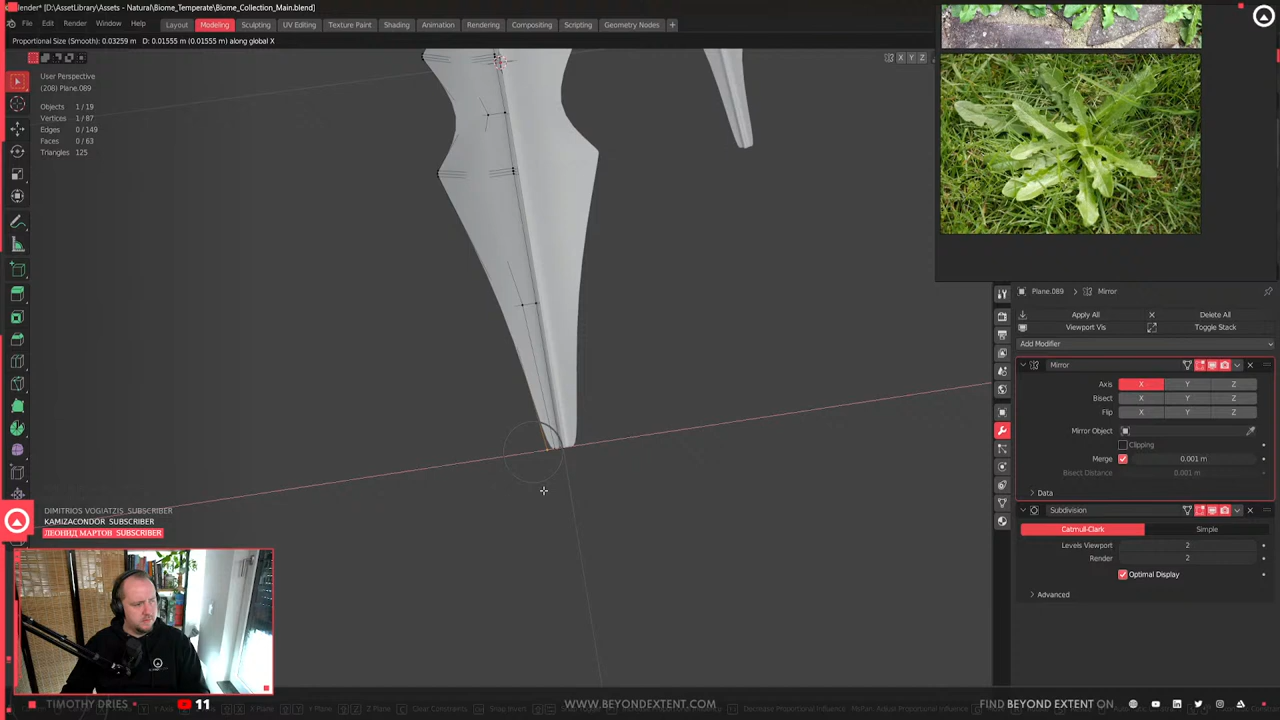 Blender* [D:\AssetLibrary\Assets - Natural\Biome_Temperate\Biome_Collection_Main.blend]
File Edit Render Window Help Layout Modeling Sculpting UV Editing Texture Paint Shading Animation Rendering Compositing Scripting Geometry Nodes +
Proportional Size (Smooth): 0.03259 m D: 0.01555 m (0.01555 m) along global X
X Y Z
User Perspective
(208) Plane.089
Objects 1 / 19
Vertices 1 / 87
Edges 0 / 149
Faces 0 / 63
Triangles 125
Plane.089 > Mirror
Apply All
Delete All
Viewport Vis
Toggle Stack
Add Modifier
Mirror
Axis X Y Z
Bisect X Y Z
Flip X Y Z
Mirror Object
Clipping
Merge 0.001 m
Bisect Distance 0.001 m
> Data
Subdivision
Catmull-Clark Simple
Levels Viewport 2
Render 2
Optimal Display
> Advanced
DIMITRIOS VOGIATZIS SUBSCRIBER
KAMIZACONDOR SUBSCRIBER
ЛЕОНИД МАРТОВ SUBSCRIBER
TIMOTHY DRIES
11
WWW.BEYONDEXTENT.COM
FIND BEYOND EXTENT ON